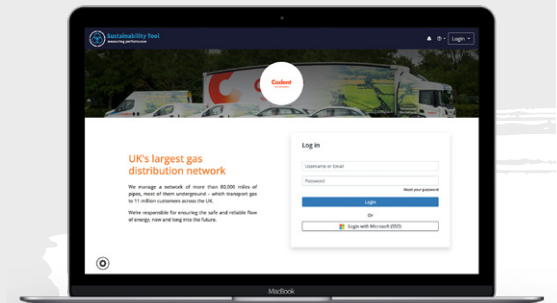 Sustainability Tool
measuring performance
Login
Cadent
Log in
Username or Email
Password
Reset your password
Login
Or
Login with Microsoft (SSO)
UK's largest gas
distribution network
We manage a network of more than 80,000 miles of
pipes, most of them underground - which transport gas
to 11 million customers across the UK.
We're responsible for ensuring the safe and reliable flow
of energy, now and long into the future.
MacBook